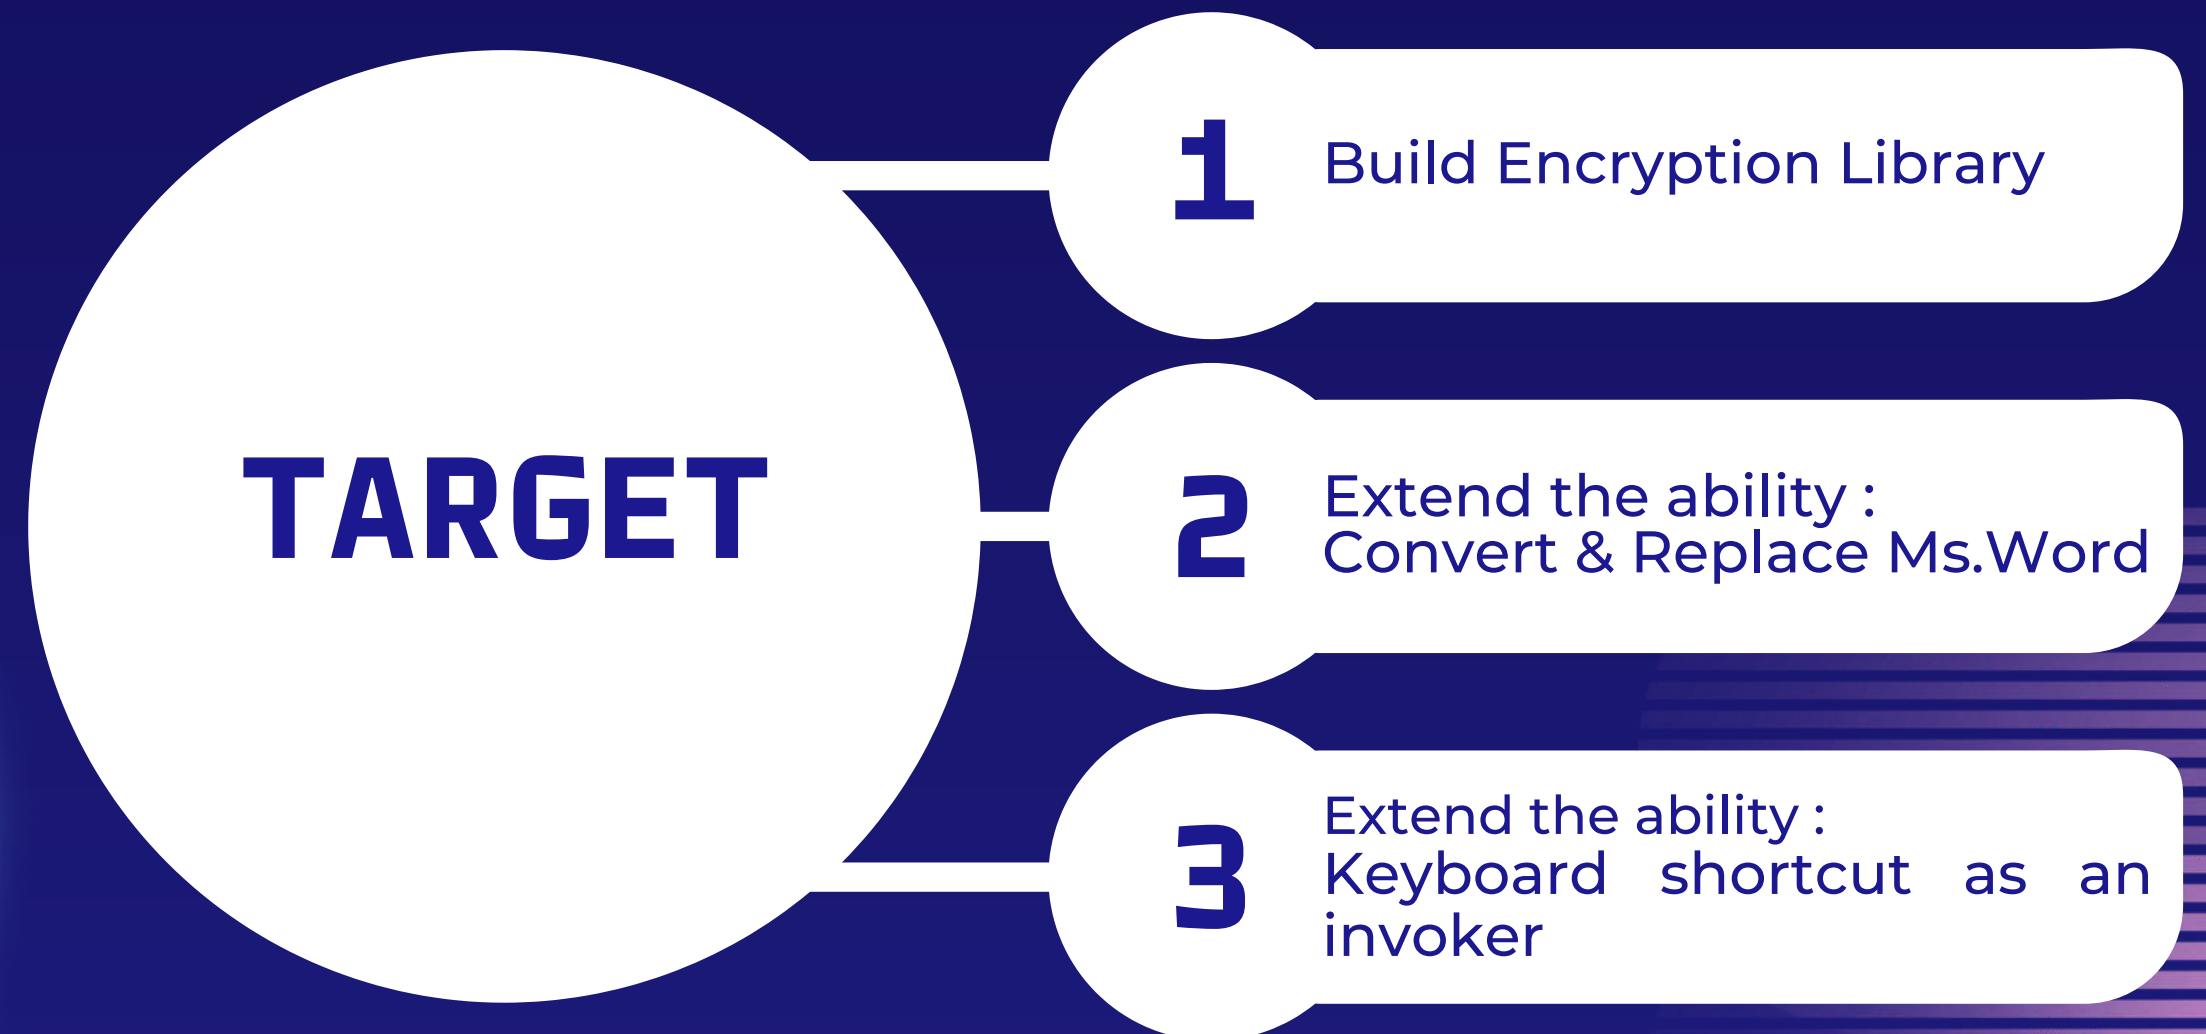 TARGET
1
Build Encryption Library
2
Extend the ability :
Convert & Replace Ms.Word
3
Extend the ability :
Keyboard shortcut as an
invoker